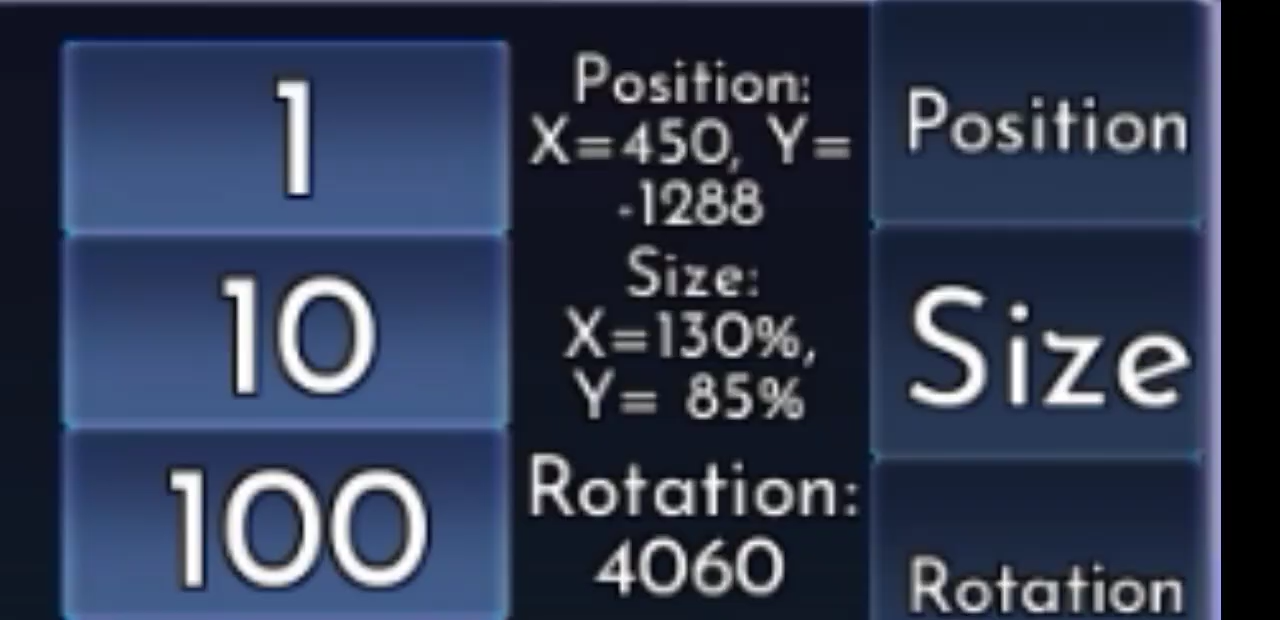 1
10
100
Position:
X=450, Y=
-1288
Size:
X=130%,
Y= 85%
Rotation:
4060
Position
Size
Rotation